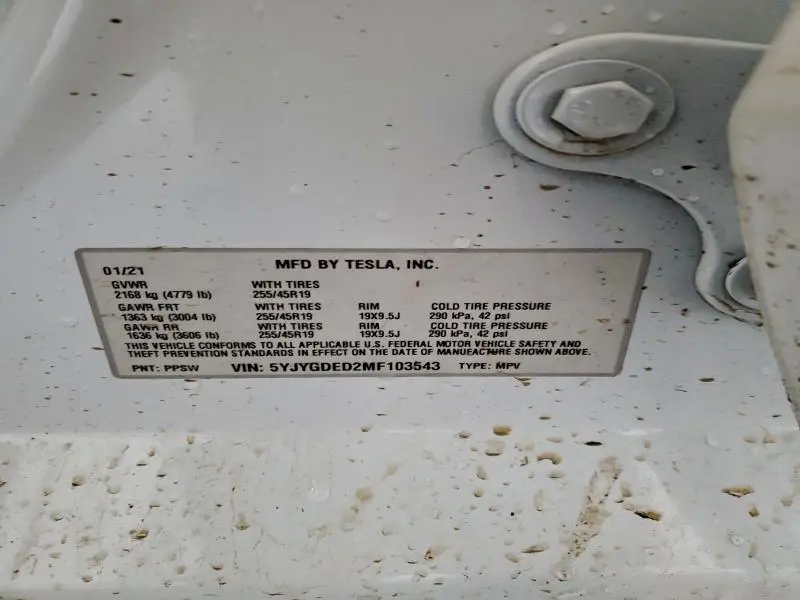 MFD BY TESLA, INC.
01/21
GVWR WITH TIRES
2168 kg (4779 lb) 255/45R19
GAWR FRT WITH TIRES RIM COLD TIRE PRESSURE
1363 kg (3004 lb) 255/45R19 19X9.5J 290 kPa, 42 psi
GAWR RR WITH TIRES RIM COLD TIRE PRESSURE
1636 kg (3606 lb) 255/45R19 19X9.5J 290 kPa, 42 psi
THIS VEHICLE CONFORMS TO ALL APPLICABLE U.S. FEDERAL MOTOR VEHICLE SAFETY AND
THEFT PREVENTION STANDARDS IN EFFECT ON THE DATE OF MANUFACTURE SHOWN ABOVE.
PNT: PPSW VIN: 5YJYGDED2MF103543 TYPE: MPV